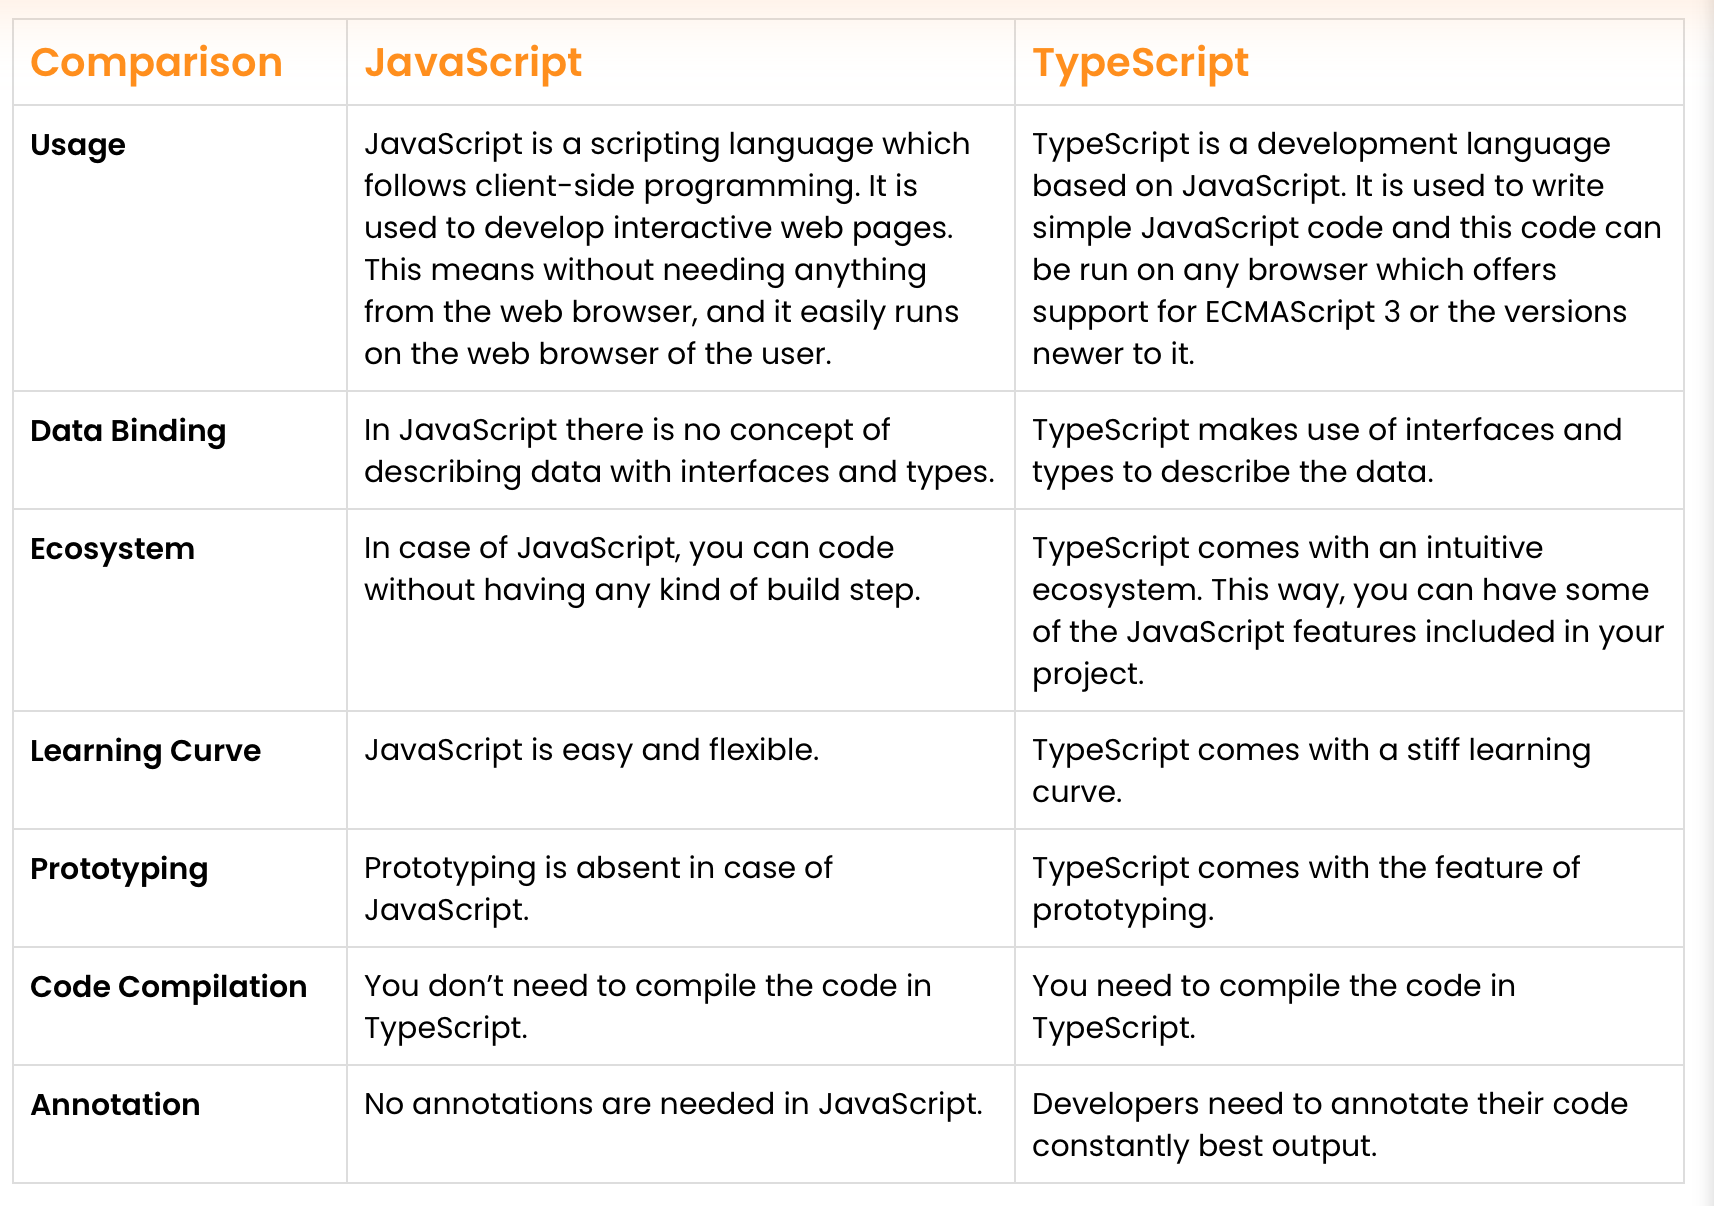 Comparison
JavaScript
TypeScript
Usage
JavaScript is a scripting language which
follows client-side programming. It is
used to develop interactive web pages.
This means without needing anything
from the web browser, and it easily runs
on the web browser of the user.
TypeScript is a development language
based on JavaScript. It is used to write
simple JavaScript code and this code can
be run on any browser which offers
support for ECMAScript 3 or the versions
newer to it.
Data Binding
In JavaScript there is no concept of
describing data with interfaces and types.
TypeScript makes use of interfaces and
types to describe the data.
Ecosystem
In case of JavaScript, you can code
without having any kind of build step.
TypeScript comes with an intuitive
ecosystem. This way, you can have some
of the JavaScript features included in your
project.
Learning Curve
JavaScript is easy and flexible.
TypeScript comes with a stiff learning
curve.
Prototyping
Prototyping is absent in case of
JavaScript.
TypeScript comes with the feature of
prototyping.
Code Compilation
You don’t need to compile the code in
TypeScript.
You need to compile the code in
TypeScript.
Annotation
No annotations are needed in JavaScript.
Developers need to annotate their code
constantly best output.